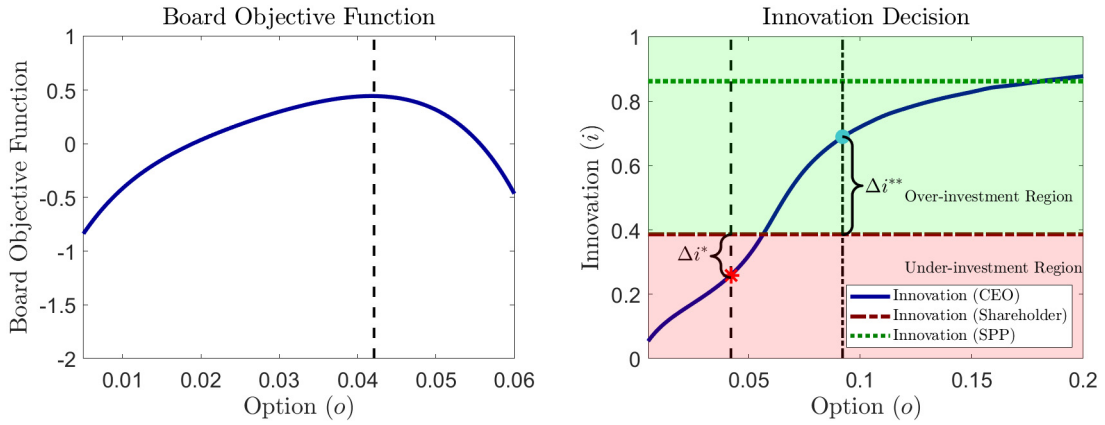 Board Objective Function
Board Objective Function
1
0.5
0
-0.5
-1
-1.5
-2
0.01
0.02
0.03
0.04
0.05
0.06
Option (o)
Innovation Decision
Innovation (i)
1
0.8
0.6
0.4
0.2
0
Δi**
Over-investment Region
Δi*
Under-investment Region
Innovation (CEO)
Innovation (Shareholder)
Innovation (SPP)
0.05
0.1
0.15
0.2
Option (o)